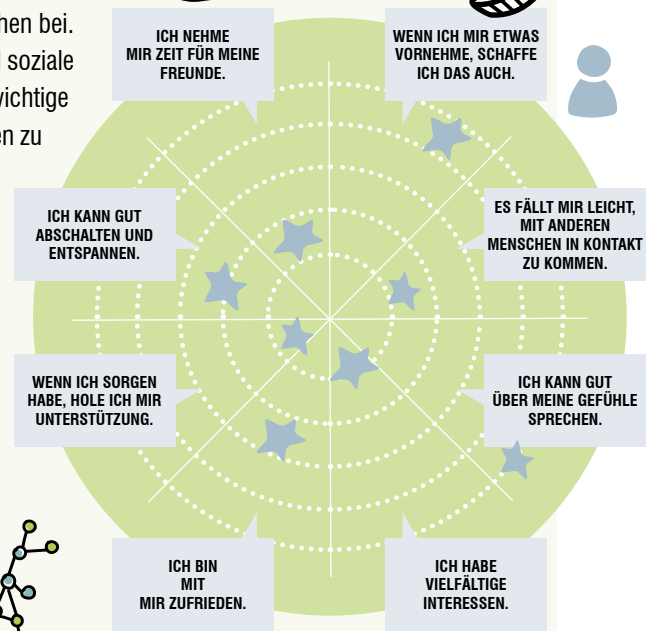 hen bei.
soziale
wichtige
en zu
ICH NEHME
MIR ZEIT FÜR MEINE
FREUNDE.
WENN ICH MIR ETWAS
VORNEHME, SCHAFFE
ICH DAS AUCH.
ICH KANN GUT
ABSCHALTEN UND
ENTSPANNEN.
ES FÄLLT MIR LEICHT,
MIT ANDEREN
MENSCHEN IN KONTAKT
ZU KOMMEN.
WENN ICH SORGEN
HABE, HOLE ICH MIR
UNTERSTÜTZUNG.
ICH KANN GUT
ÜBER MEINE GEFÜHLE
SPRECHEN.
ICH BIN
MIT
MIR ZUFRIEDEN.
ICH HABE
VIELFÄLTIGE
INTERESSEN.